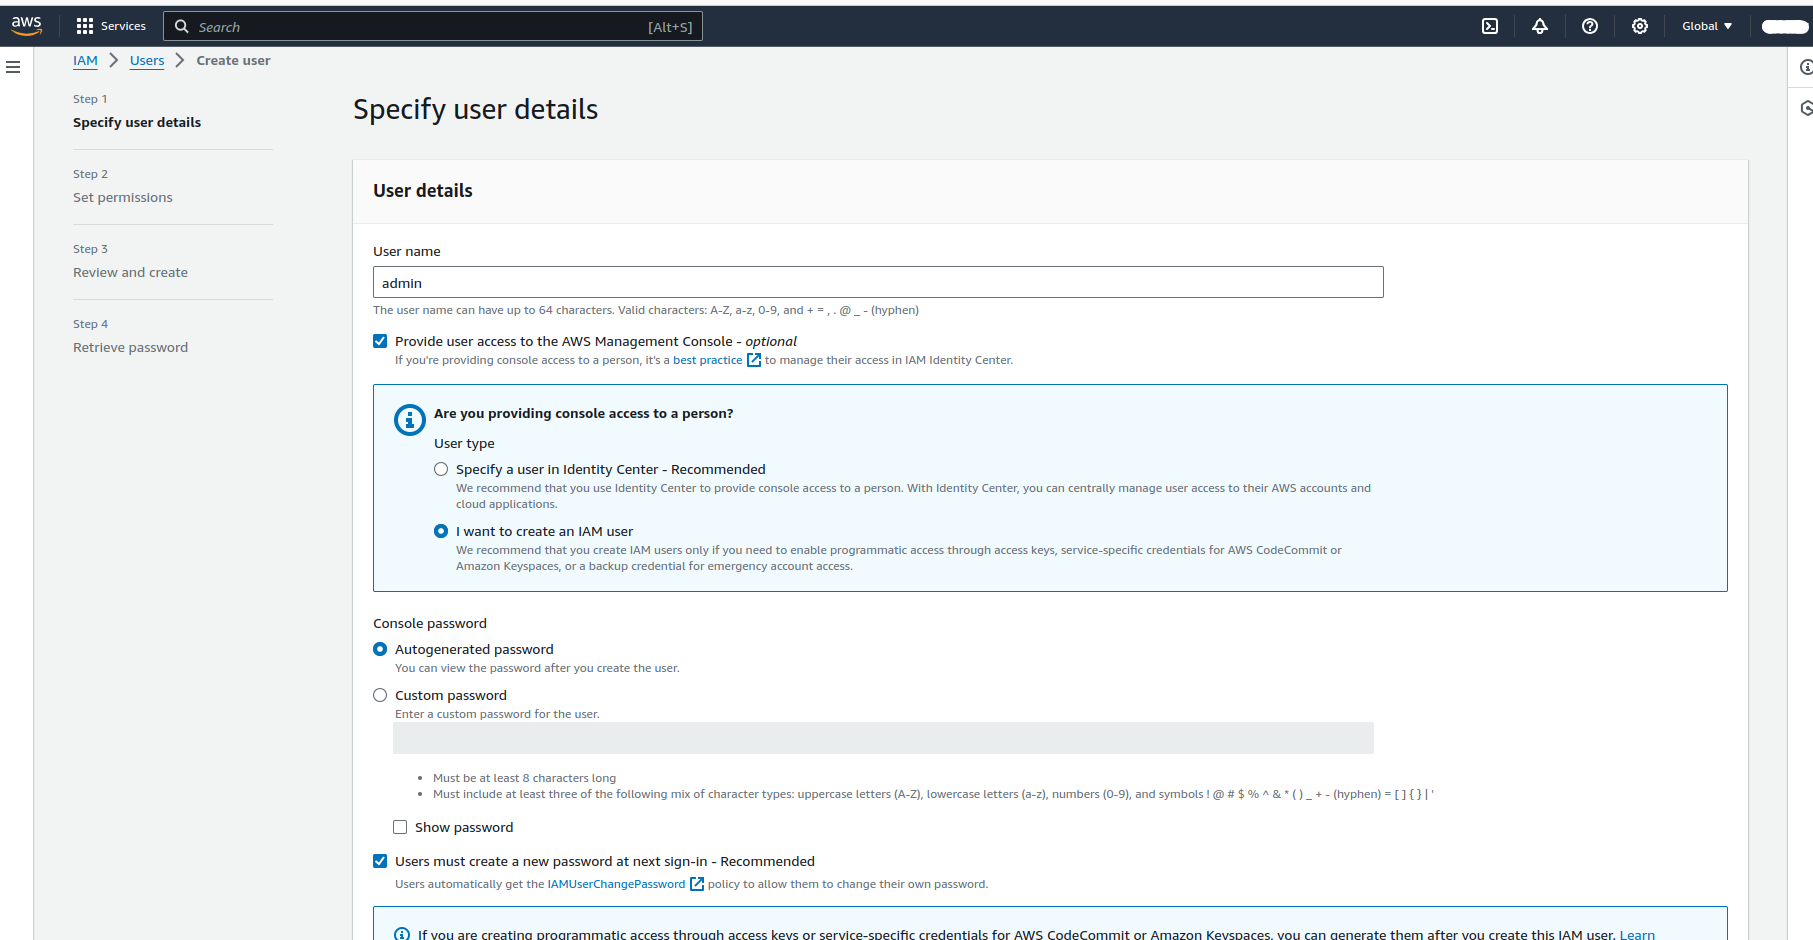 aws
Services
Search
[Alt+S]
Global
IAM
Users
Create user
Step 1
Specify user details
Step 2
Set permissions
Step 3
Review and create
Step 4
Retrieve password
Specify user details
User details
User name
admin
The user name can have up to 64 characters. Valid characters: A-Z, a-z, 0-9, and + = , . @ _ - (hyphen)
Provide user access to the AWS Management Console - optional
If you're providing console access to a person, it's a best practice to manage their access in IAM Identity Center.
Are you providing console access to a person?
User type
Specify a user in Identity Center - Recommended
We recommend that you use Identity Center to provide console access to a person. With Identity Center, you can centrally manage user access to their AWS accounts and
cloud applications.
I want to create an IAM user
We recommend that you create IAM users only if you need to enable programmatic access through access keys, service-specific credentials for AWS CodeCommit or
Amazon Keyspaces, or a backup credential for emergency account access.
Console password
Autogenerated password
You can view the password after you create the user.
Custom password
Enter a custom password for the user.
Must be at least 8 characters long
Must include at least three of the following mix of character types: uppercase letters (A-Z), lowercase letters (a-z), numbers (0-9), and symbols ! @ # $ % ^ & * ( ) _ + - (hyphen) = [ ] { } | '
Show password
Users must create a new password at next sign-in - Recommended
Users automatically get the IAMUserChangePassword policy to allow them to change their own password.
If you are creating programmatic access through access keys or service-specific credentials for AWS CodeCommit or Amazon Keyspaces, you can generate them after you create this IAM user. Learn